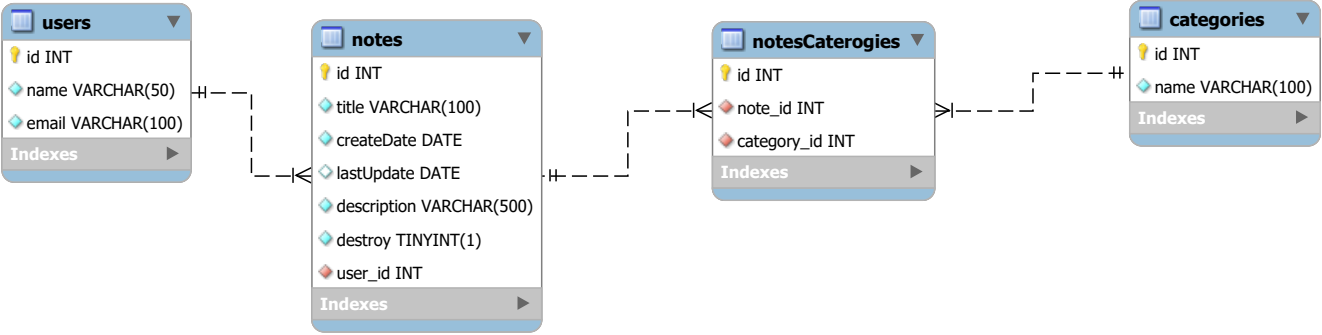 users
id INT
name VARCHAR(50)
email VARCHAR(100)
Indexes
notes
id INT
title VARCHAR(100)
createDate DATE
lastUpdate DATE
description VARCHAR(500)
destroy TINYINT(1)
user_id INT
Indexes
notesCaterogies
id INT
note_id INT
category_id INT
Indexes
categories
id INT
name VARCHAR(100)
Indexes